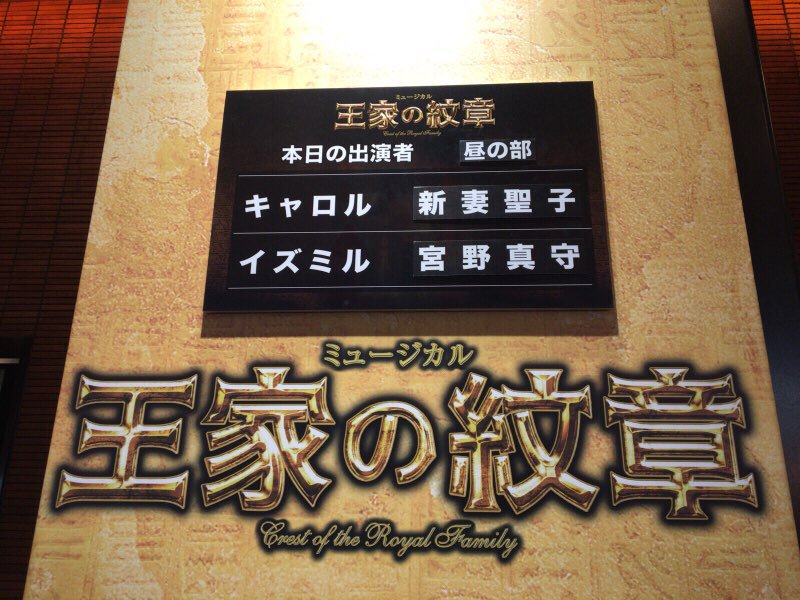 ミュージカル
王家の紋章
Crest of the Royal Family
本日の出演者 昼の部
キャロル 新妻聖子
イズミル 宮野真守
ミュージカル
王家の紋章
Crest of the Royal Family